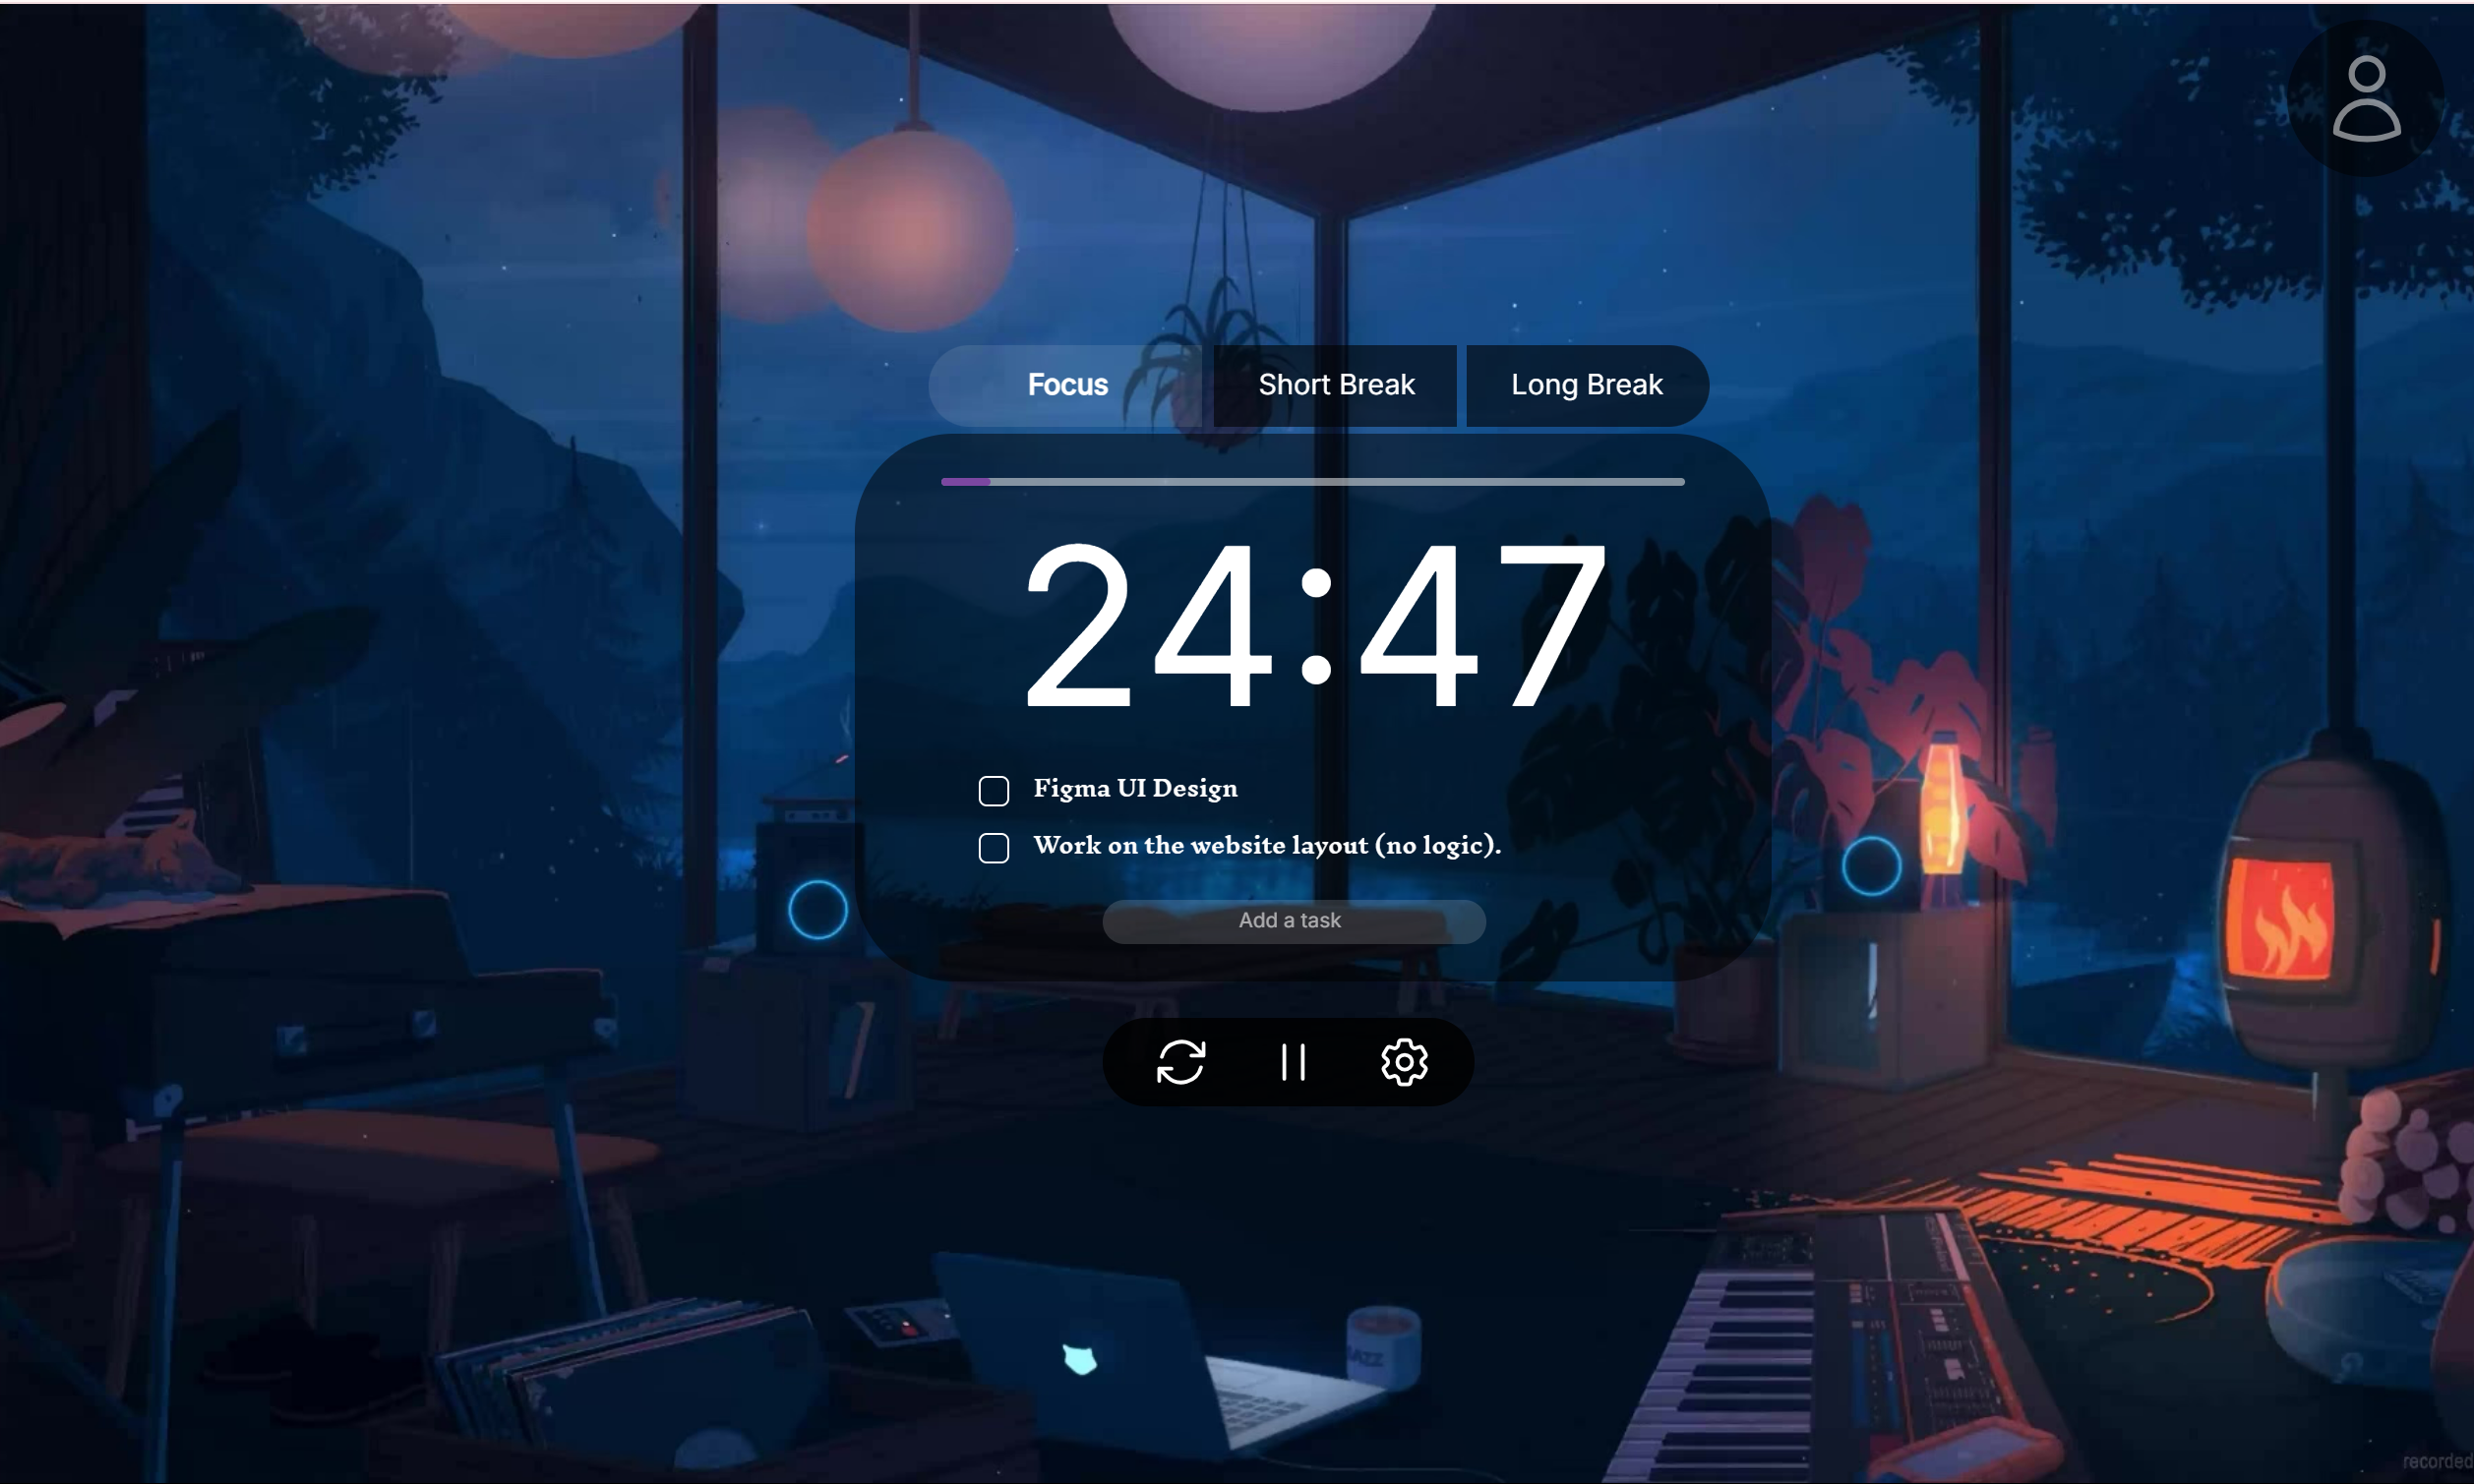 Focus
Short Break
Long Break
24:47
Figma UI Design
Work on the website layout (no logic).
Add a task
JAZZ
recorded